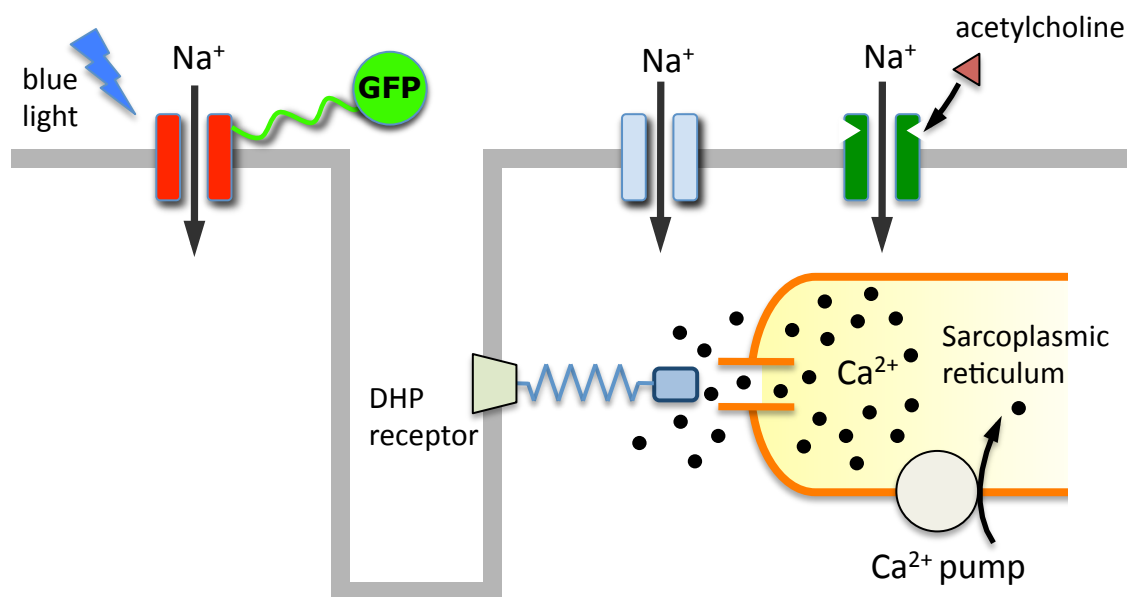 blue
light
Na⁺
GFP
Na⁺
Na⁺
acetylcholine
DHP
receptor
Ca²⁺
Sarcoplasmic
reticulum
Ca²⁺ pump